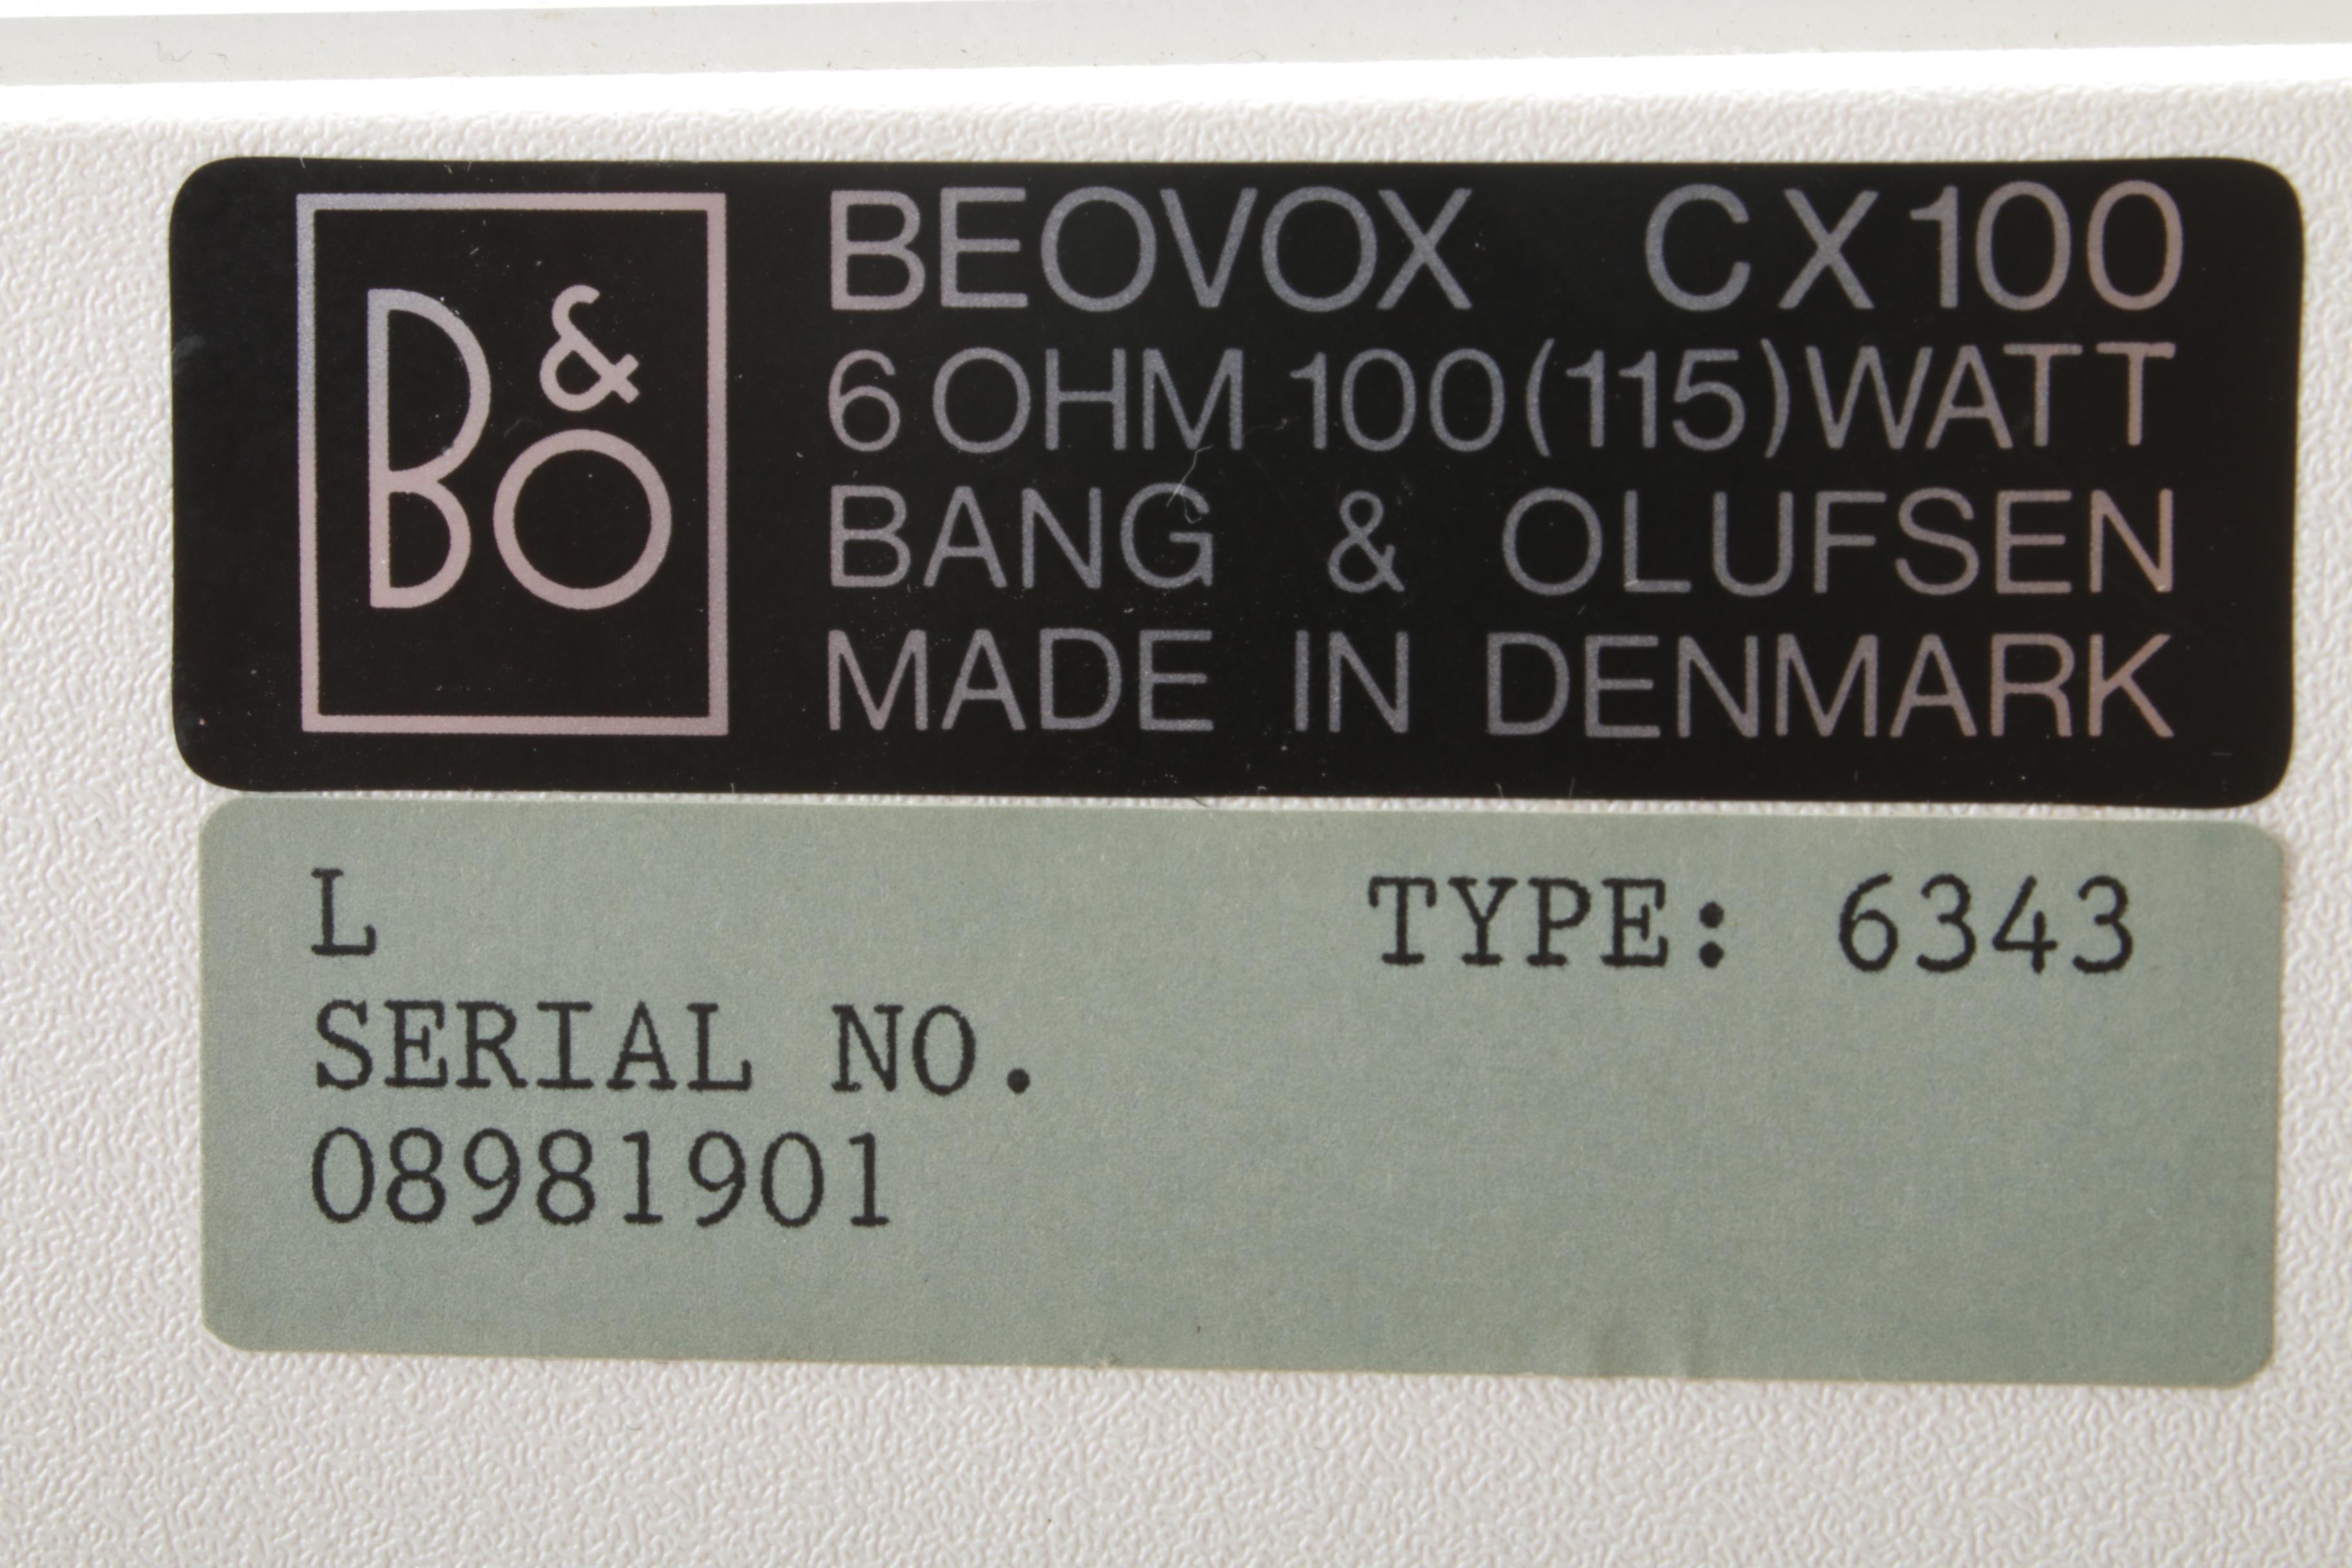 B&O
BEOVOX CX100
6 OHM 100 (115) WATT
BANG & OLUFSEN
MADE IN DENMARK
L TYPE: 6343
SERIAL NO.
08981901